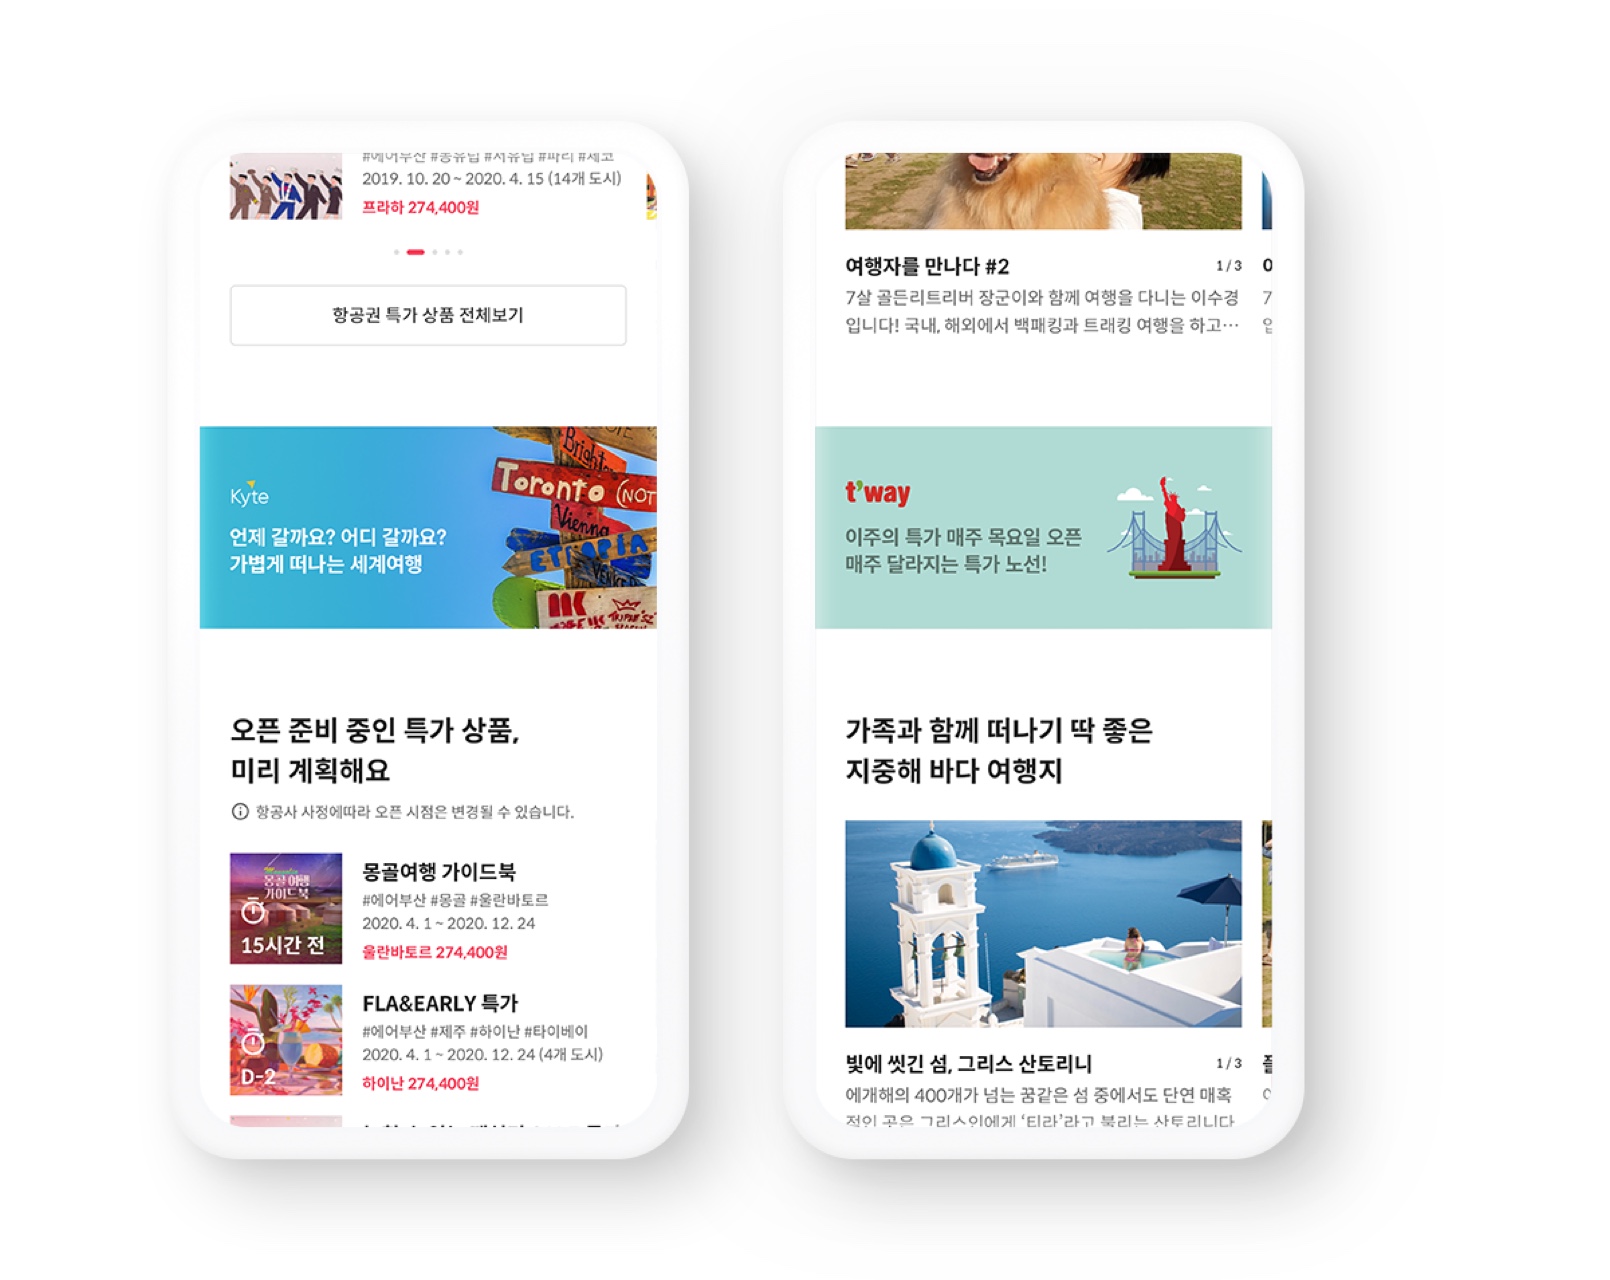 #에어부산 #동유럽 #서유럽 #파리 #체코
2019. 10. 20 ~ 2020. 4. 15 (14개 도시)
프라하 274,400원
항공권 특가 상품 전체보기
Kyte
언제 갈까요? 어디 갈까요?
가볍게 떠나는 세계여행
Toronto (NOT
Vienna
오픈 준비 중인 특가 상품,
미리 계획해요
항공사 사정에따라 오픈 시점은 변경될 수 있습니다.
몽골 여행
가이드북
15시간 전
몽골여행 가이드북
#에어부산 #몽골 #울란바토르
2020. 4. 1 ~ 2020. 12. 24
울란바토르 274,400원
D-2
FLA&EARLY 특가
#에어부산 #제주 #하이난 #타이베이
2020. 4. 1 ~ 2020. 12. 24 (4개 도시)
하이난 274,400원
여행자를 만나다 #2
1 / 3
7살 골든리트리버 장군이와 함께 여행을 다니는 이수경
입니다! 국내, 해외에서 백패킹과 트래킹 여행을 하고…
t'way
이주의 특가 매주 목요일 오픈
매주 달라지는 특가 노선!
가족과 함께 떠나기 딱 좋은
지중해 바다 여행지
빛에 씻긴 섬, 그리스 산토리니
1 / 3
에개해의 400개가 넘는 꿈같은 섬 중에서도 단연 매혹
적인 곳은 그리스인에게 ‘티라’라고 불리는 산토리니다